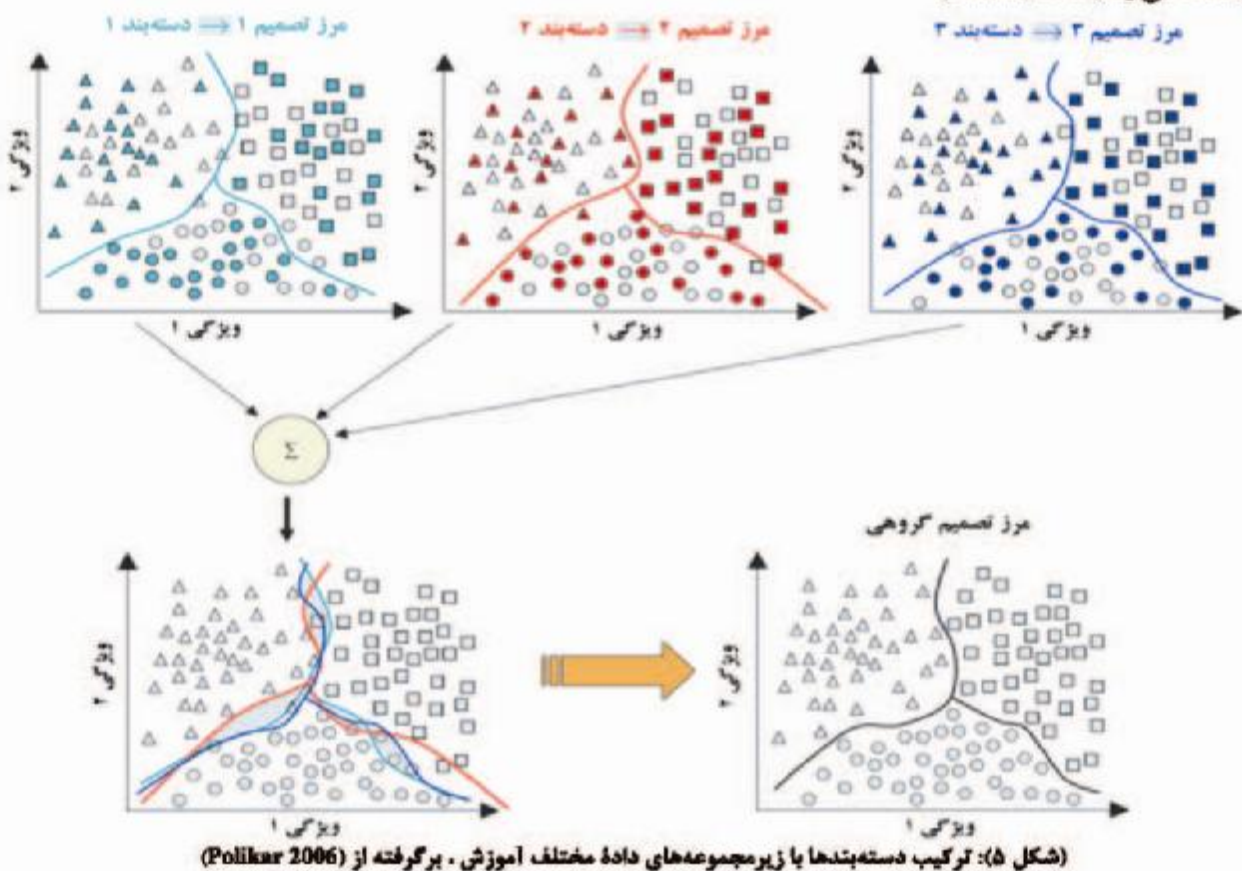 مرز تصمیم ۱ ⇒ دسته‌بند ۱
مرز تصمیم ۲ ⇒ دسته‌بند ۲
مرز تصمیم ۳ ⇒ دسته‌بند ۳
ویژگی ۲
ویژگی ۱
ویژگی ۲
ویژگی ۱
ویژگی ۲
ویژگی ۱
Σ
مرز تصمیم گروهی
ویژگی ۲
ویژگی ۱
ویژگی ۲
ویژگی ۱
(شکل ۵): ترکیب دسته‌بندها با زیرمجموعه‌های دادهٔ مختلف آموزش ، برگرفته از (Polikar 2006)